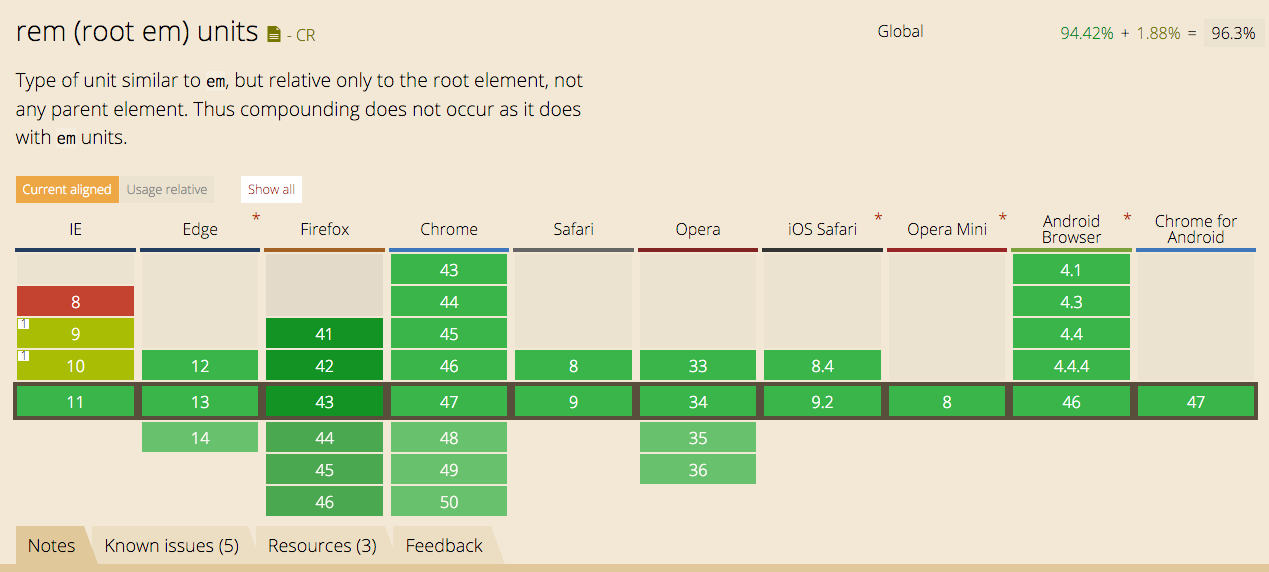 rem (root em) units - CR
Global 94.42% + 1.88% = 96.3%
Type of unit similar to em, but relative only to the root element, not
any parent element. Thus compounding does not occur as it does
with em units.
Current aligned Usage relative Show all
IE Edge * Firefox Chrome Safari Opera iOS Safari * Opera Mini * Android Browser * Chrome for Android
43 4.1
8 44 4.3
1 9 41 45 4.4
1 10 12 42 46 8 33 8.4 4.4.4
11 13 43 47 9 34 9.2 8 46 47
14 44 48 35
45 49 36
46 50
Notes Known issues (5) Resources (3) Feedback